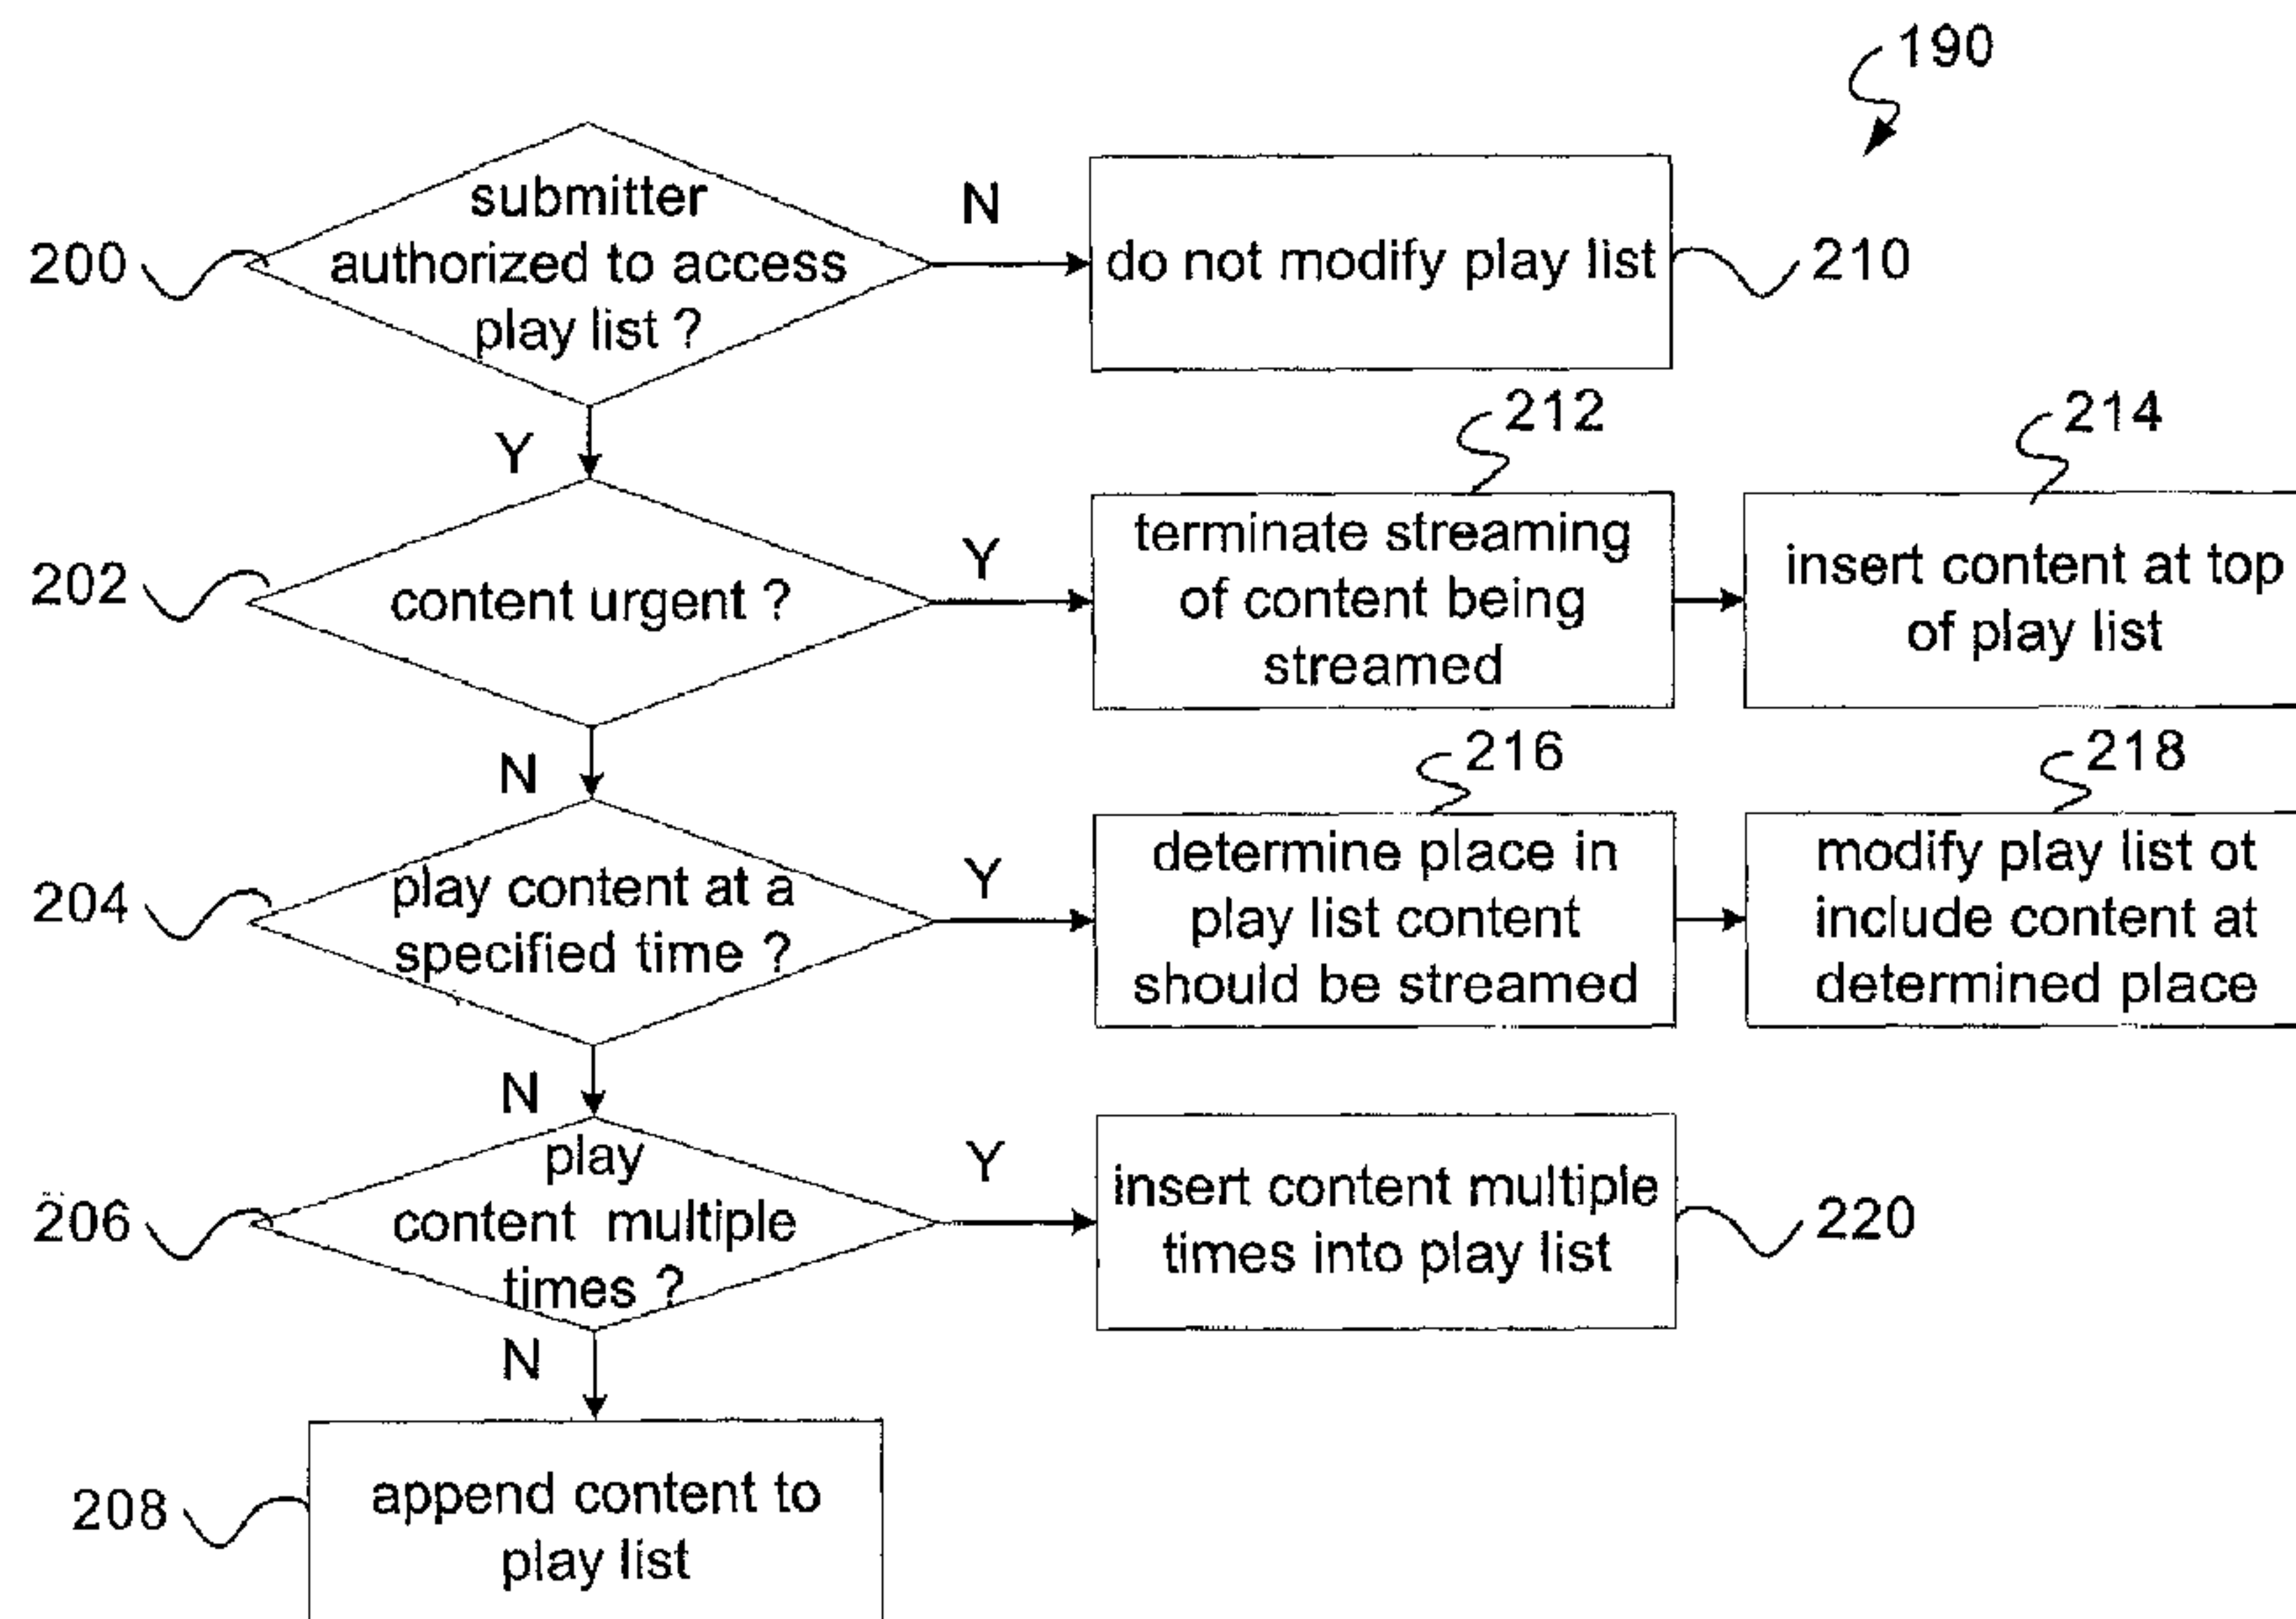 190
submitter
authorized to access
play list ?
200
N
do not modify play list
210
Y
202
content urgent ?
Y
212
terminate streaming
of content being
streamed
214
insert content at top
of play list
N
204
play content at a
specified time ?
Y
216
determine place in
play list content
should be streamed
218
modify play list ot
include content at
determined place
N
206
play
content multiple
times ?
Y
insert content multiple
times into play list
220
N
208
append content to
play list